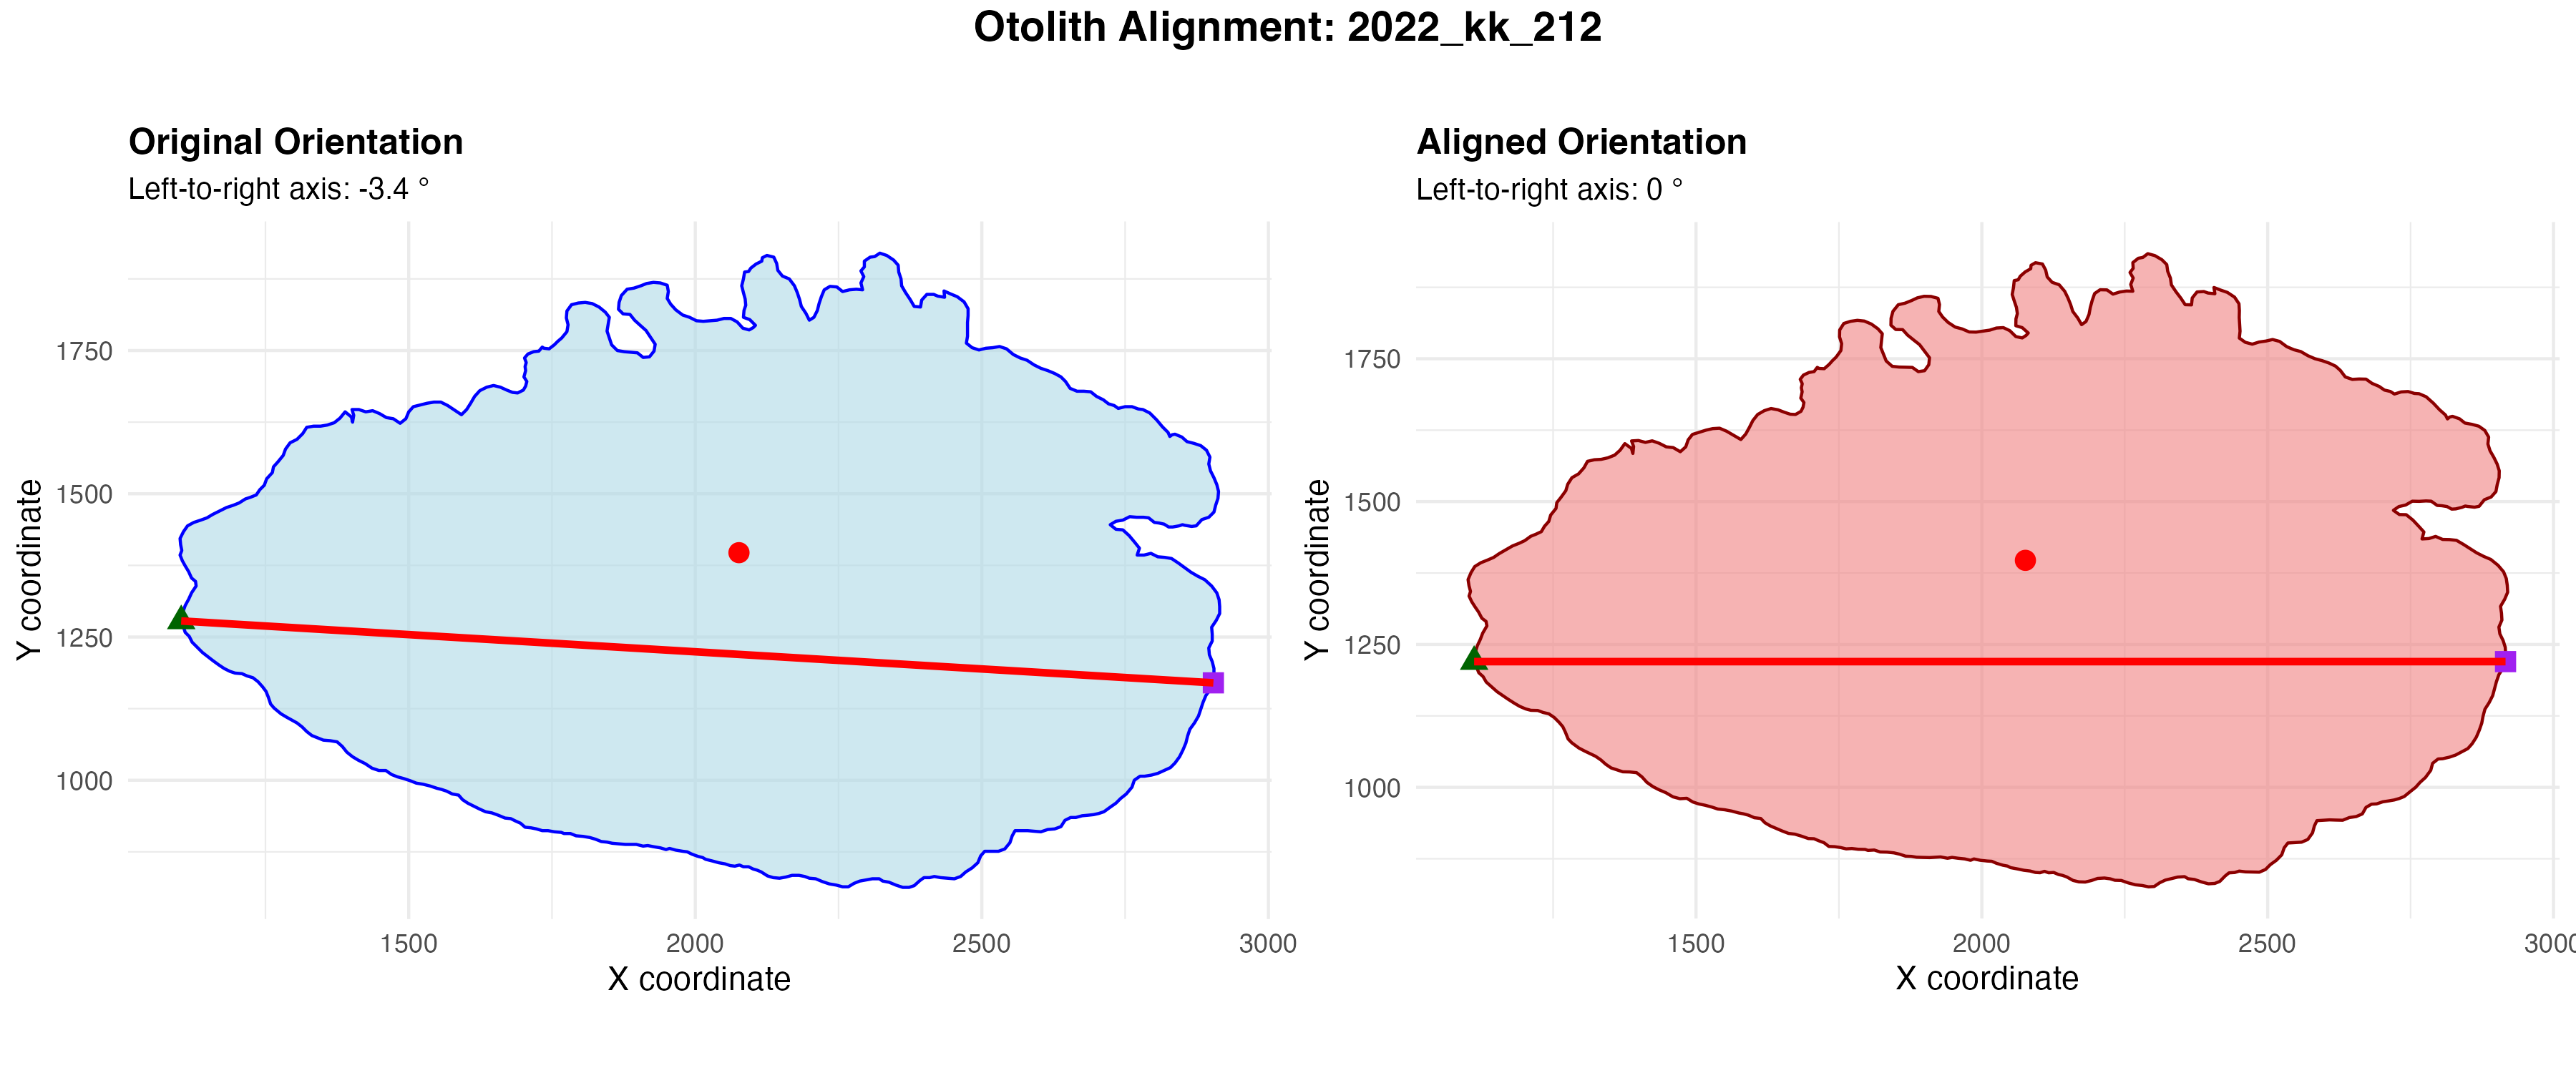 Otolith Alignment: 2022_kk_212
Original Orientation
Left-to-right axis: -3.4 °
Y coordinate
1750
1500
1250
1000
1500
2000
2500
3000
X coordinate
Aligned Orientation
Left-to-right axis: 0 °
Y coordinate
1750
1500
1250
1000
1500
2000
2500
3000
X coordinate